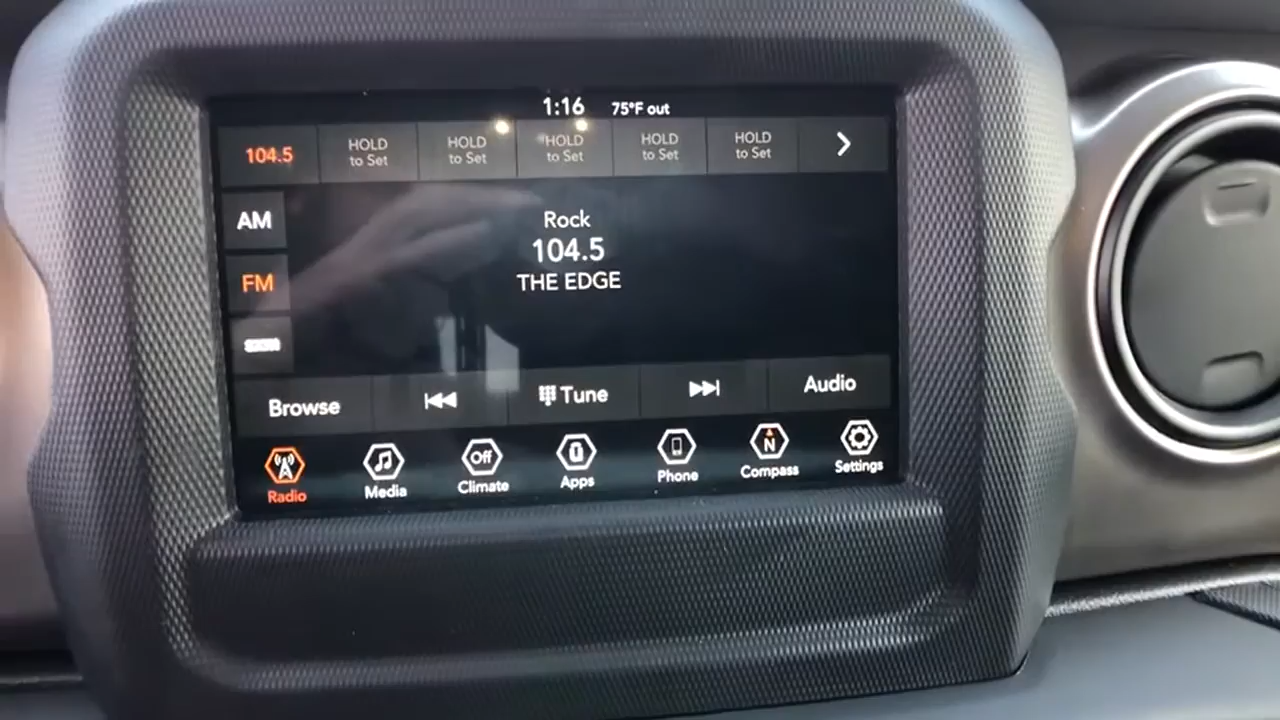 1:16 75°F out
104.5 HOLD to Set HOLD to Set HOLD to Set HOLD to Set HOLD to Set
AM
Rock
104.5
FM
THE EDGE
Browse Tune Audio
Off N
Radio Media Climate Apps Phone Compass Settings